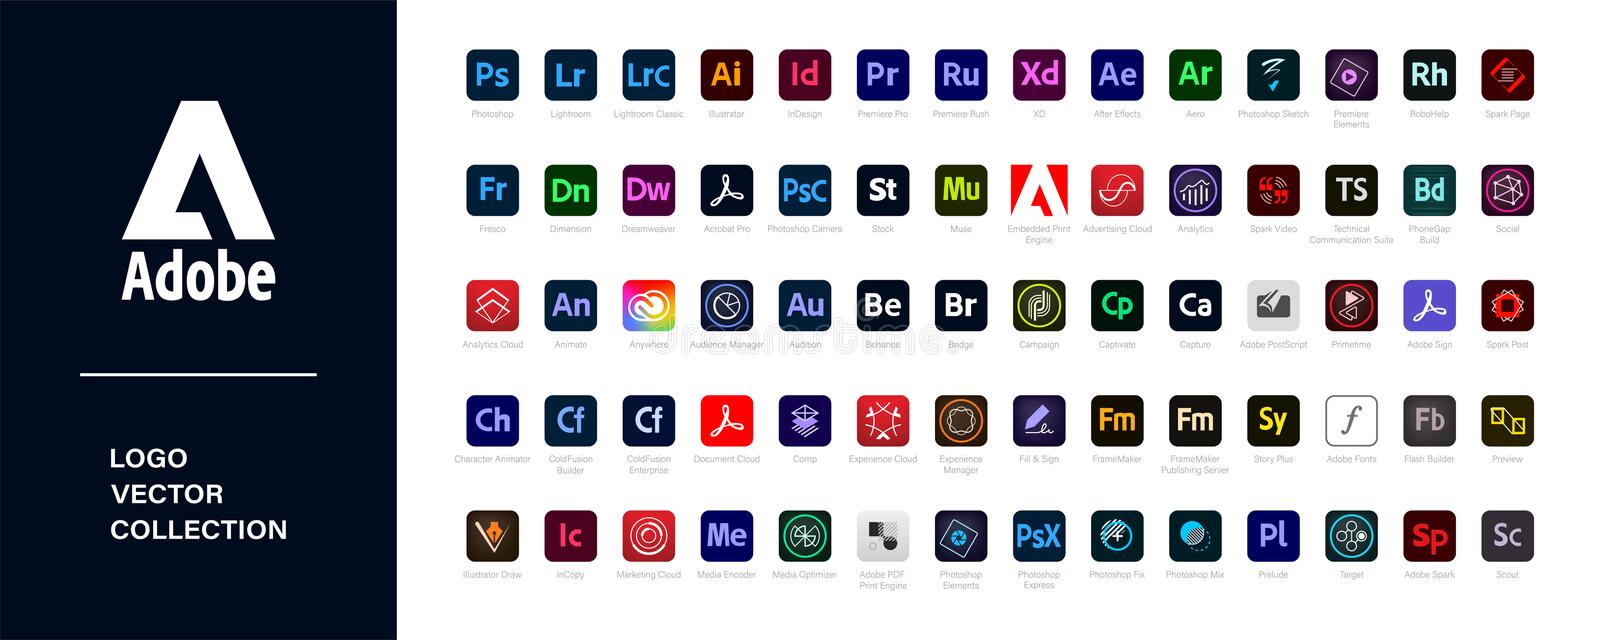 Adobe
LOGO
VECTOR
COLLECTION
Ps Lr LrC Ai Id Pr Ru Xd Ae Ar Rh
Photoshop Lightroom Lightroom Classic Illustrator InDesign Premiere Pro Premiere Rush XD After Effects Aero Photoshop Sketch Premiere Elements RoboHelp Spark Page
Fr Dn Dw PsC St Mu TS Bd
Fresco Dimension Dreamweaver Acrobat Pro Photoshop Camera Stock Muse Embedded Print Engine Advertising Cloud Analytics Spark Video Technical Communication Suite PhoneGap Build Social
An Au Be Br Cp Ca
Analytics Cloud Animate Anywhere Audience Manager Audition Behance Bridge Campaign Captivate Capture Adobe PostScript Primetime Adobe Sign Spark Post
dreamstime
Ch Cf Cf Fm Fm Sy f Fb
Character Animator ColdFusion Builder ColdFusion Enterprise Document Cloud Comp Experience Cloud Experience Manager Fill & Sign FrameMaker FrameMaker Publishing Server Story Plus Adobe Fonts Flash Builder Preview
Ic Me PsX Pl Sp Sc
Illustrator Draw InCopy Marketing Cloud Media Encoder Media Optimizer Adobe PDF Print Engine Photoshop Elements Photoshop Express Photoshop Fix Photoshop Mix Prelude Target Adobe Spark Scout